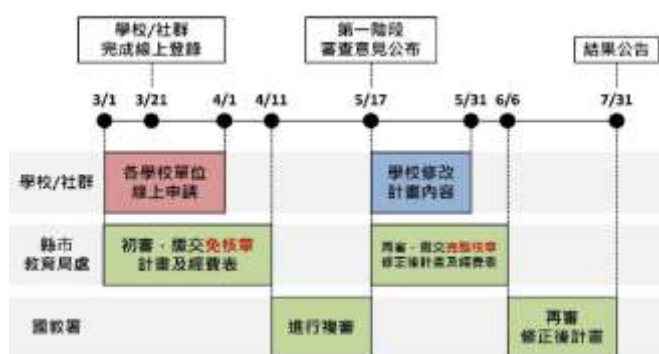 學校/社群
完成線上登錄
第一階段
審查意見公布
結果公告
3/1
3/21
4/1
4/11
5/17
5/31
6/6
7/31
學校/社群
各學校單位
線上申請
學校修改
計畫內容
縣市
教育局處
初審、繳交免核章
計畫及經費表
再審、繳交完整核章
修正後計畫及經費表
國教署
進行複審
再審
修正後計畫